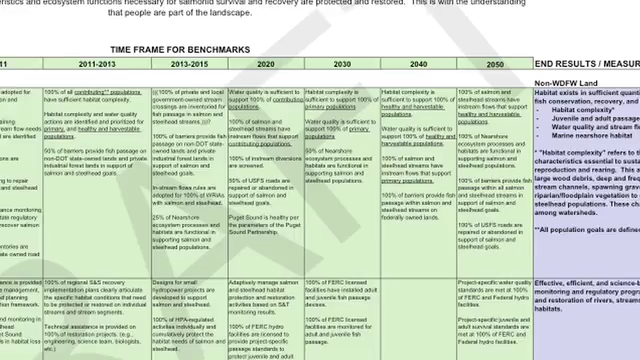 eristics and ecosystem functions necessary for salmonid survival and recovery are protected and restored. This is with the understanding
that people are part of the landscape.
TIME FRAME FOR BENCHMARKS
11
2011-2013
2013-2015
2020
2030
2040
2050
END RESULTS / MEASUR
Non-WDFW Land
100% of all contributing** populations
have sufficient habitat complexity.
Habitat complexity and water quality
actions are identified and prioritized for
primary, and healthy and harvestable
populations.
50% of barriers provide fish passage on
non-DOT state-owned lands and private
industrial forest lands in support of
salmon and steelhead goals.
100% of private and local
government-owned stream
crossings are inventoried for
fish passage in salmon and
steelhead streams.
100% of barriers provide fish
passage on non-DOT state-
owned lands and private
industrial forest lands in
support of salmon and
steelhead goals.
In-stream flows rules are
adopted for 100% of WRIAs
with salmon and steelhead.
25% of Nearshore
ecosystem processes and
habitats are functional in
supporting salmon and
steelhead populations.
Water quality is sufficient to
support 100% of contributing
populations.
100% of salmon and
steelhead streams have
instream flows that support
contributing populations.
100% of instream diversions
are screened.
50% of USFS roads are
repaired or abandoned in
support of salmon and
steelhead goals.
Puget Sound is healthy per
the parameters of the Puget
Sound Partnership.
Habitat complexity is
sufficient to support 100% of
primary populations.
Water quality is sufficient to
support 100% of primary
populations.
50% of Nearshore
ecosystem processes and
habitats are functional in
supporting salmon and
steelhead populations.
Habitat complexity is
sufficient to support 100% of
healthy and harvestable
populations.
Water quality is sufficient to
support 100% of healthy and
harvestable populations.
100% of salmon and
steelhead streams have
instream flows that support
primary populations.
100% of barriers provide fish
passage within salmon and
steelhead streams on
federally owned lands.
100% of salmon and
steelhead streams have
instream flows that support
healthy and harvestable
populations.
100% of Nearshore
ecosystem processes and
habitats are functional in
supporting salmon and
steelhead populations.
100% of barriers provide fish
passage within all salmon
and steelhead streams in
support of salmon and
steelhead goals.
100% of USFS roads are
repaired or abandoned in
support of salmon and
steelhead goals.
Habitat exists in sufficient quanti
fish conservation, recovery, and
- Habitat complexity*
- Juvenile and adult passage
- Water quality and stream f
- Marine nearshore habitat
* "Habitat complexity" refers to t
characteristics essential to sustai
reproduction and rearing. This a
large wood debris, deep and freq
stream channels, spawning grave
riparian/floodplain vegetation to
steelhead populations. These cha
among watersheds.
**All population goals are define
100% of regional S&S recovery
implementation plans clearly articulate
the specific habitat conditions that need
to be protected or restored on individual
streams and stream segments.
Technical assistance is provided on
100% of restoration projects. (e.g.,
engineering, science team, biologists,
etc.)
Designs for small
hydropower projects are
developed to support
salmon and steelhead.
100% of HPA-regulated
activities individually and
cumulatively protect the
habitat needs of salmon and
steelhead.
Adaptively manage salmon
and steelhead habitat
protection and restoration
activities based on S&T
monitoring results.
100% of FERC hydro
facilities are licensed to
provide project-specific
passage standards to
protect juvenile and adult
100% of FERC licensed
facilities have installed adult
and juvenile fish passage
devices.
100% of FERC licensed
facilities are monitored for
adult and juvenile fish
passage.
Project-specific water quality
standards are met at 100%
of FERC and Federal hydro
facilities.
Project-specific juvenile and
adult survival standards are
met at 100% of FERC and
Federal facilities.
Effective, efficient, and science-b
monitoring and regulatory progra
and restoration of rivers, streams
habitats.